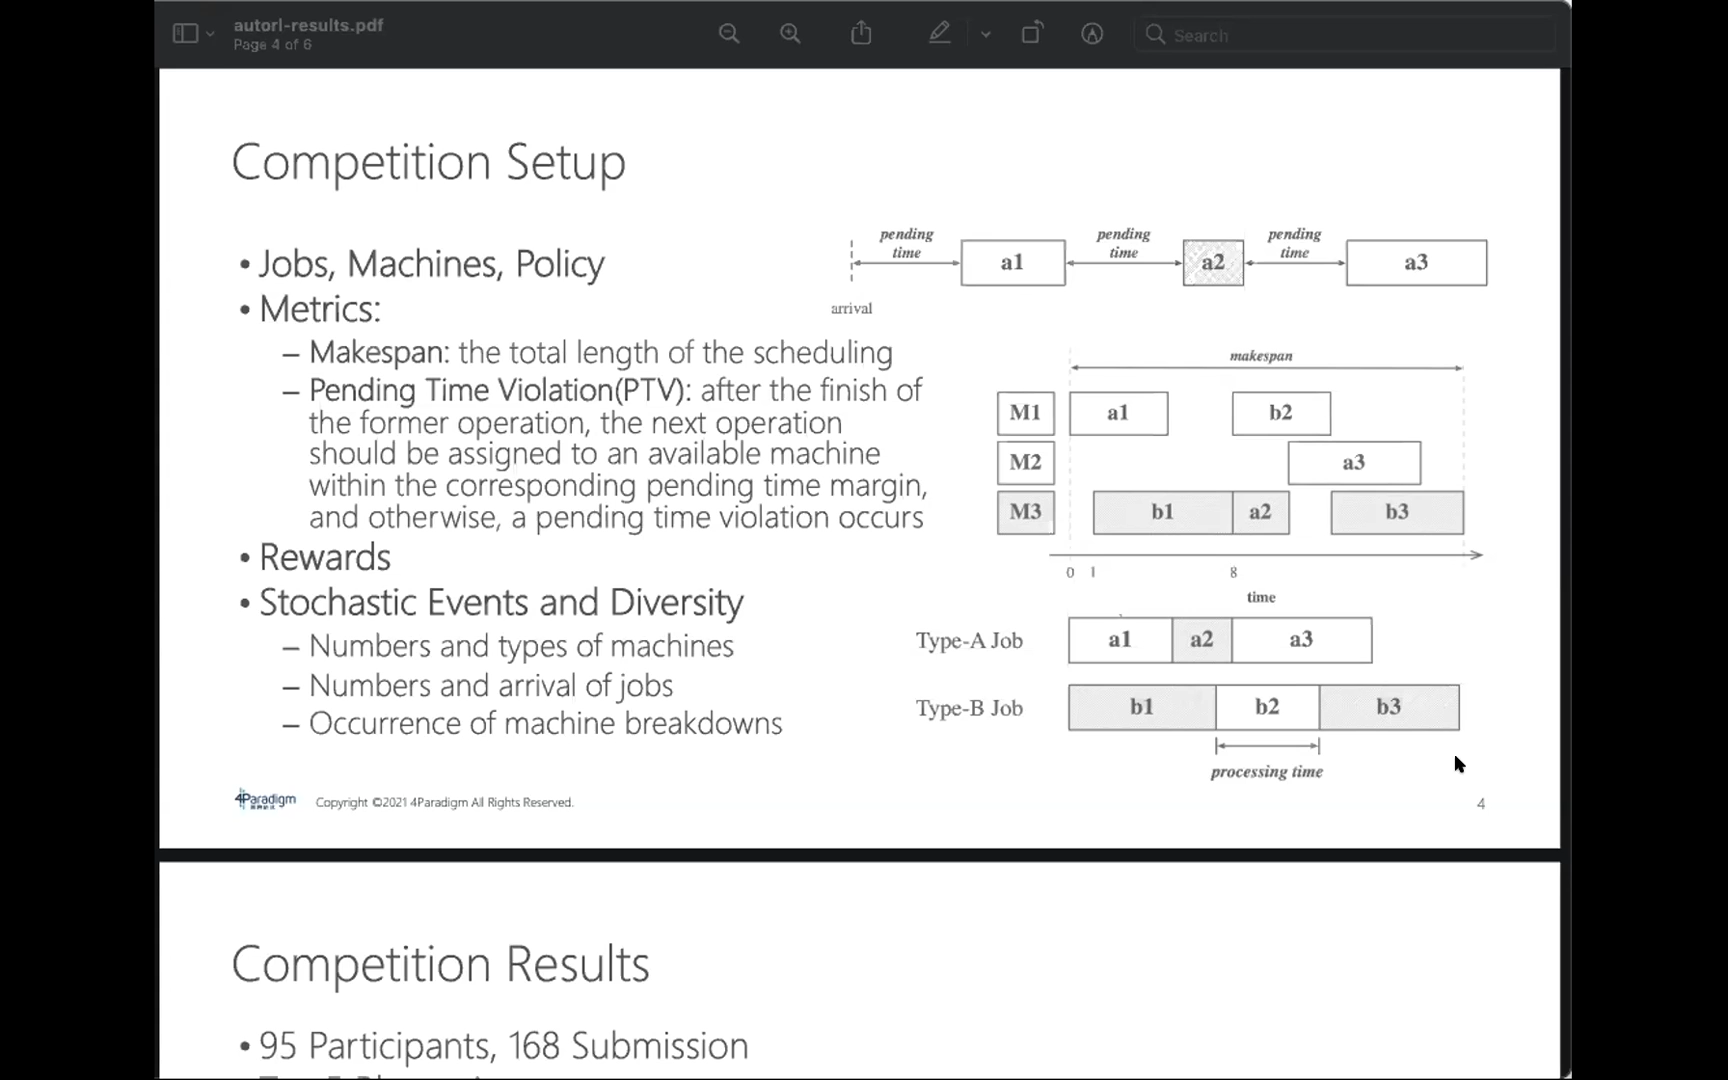 autorl-results.pdf
Page 4 of 6
Search
Competition Setup
• Jobs, Machines, Policy
• Metrics:
– Makespan: the total length of the scheduling
– Pending Time Violation(PTV): after the finish of
the former operation, the next operation
should be assigned to an available machine
within the corresponding pending time margin,
and otherwise, a pending time violation occurs
• Rewards
• Stochastic Events and Diversity
– Numbers and types of machines
– Numbers and arrival of jobs
– Occurrence of machine breakdowns
pending time
pending time
pending time
a1
a2
a3
arrival
makespan
M1
a1
b2
M2
a3
M3
b1
a2
b3
0 1 8
time
Type-A Job
a1
a2
a3
Type-B Job
b1
b2
b3
processing time
4Paradigm
Copyright ©2021 4Paradigm All Rights Reserved.
4
Competition Results
• 95 Participants, 168 Submission